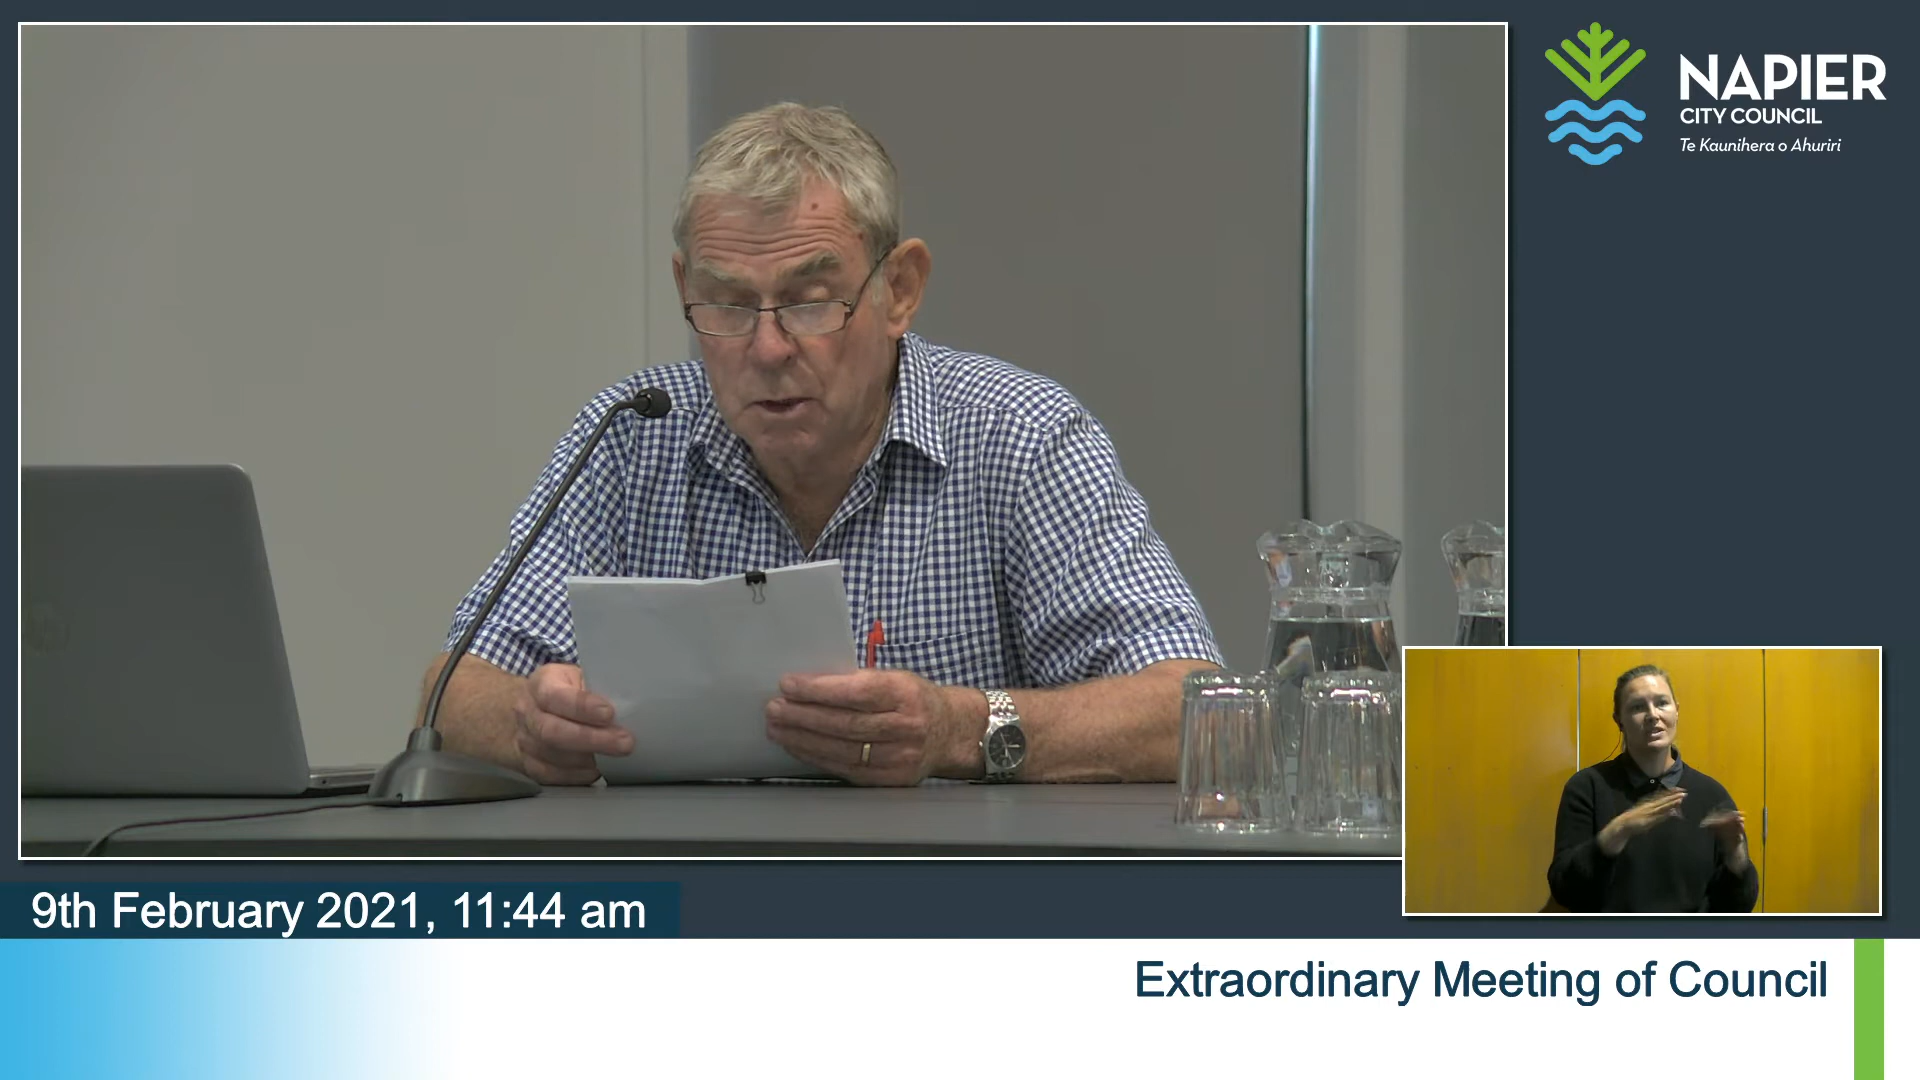 NAPIER
CITY COUNCIL
Te Kaunihera o Ahuriri
9th February 2021, 11:44 am
Extraordinary Meeting of Council